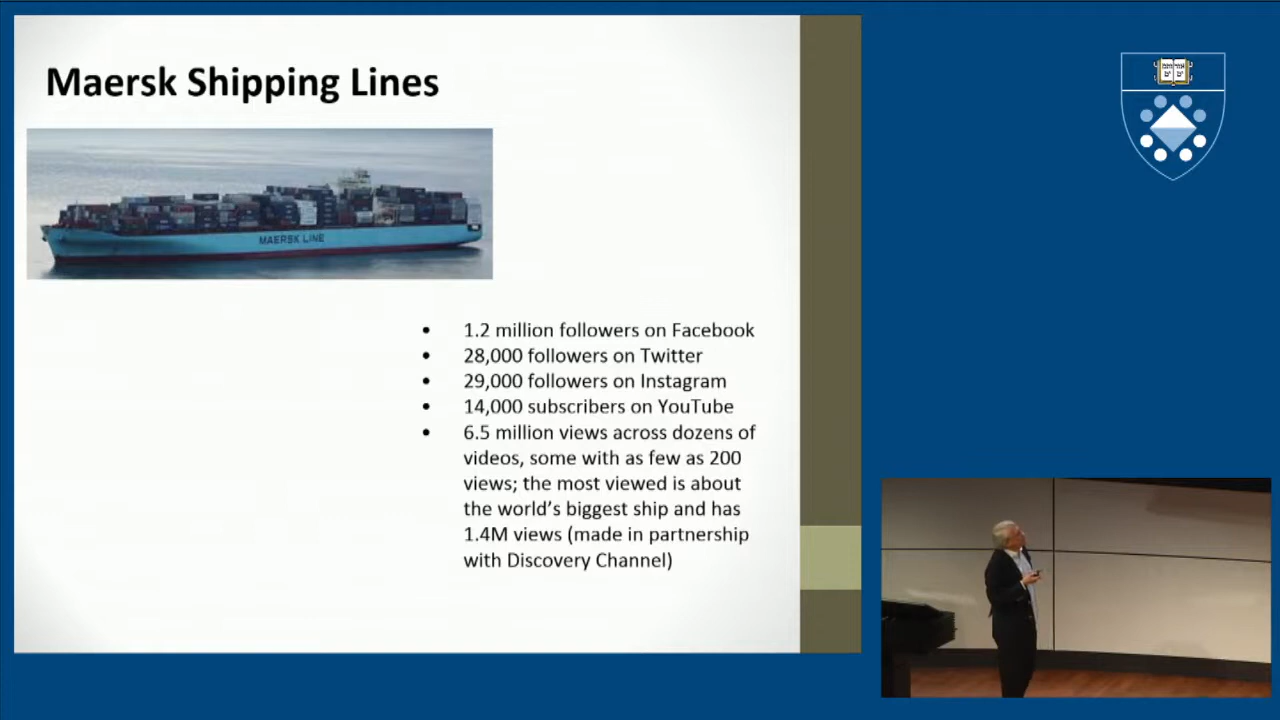 Maersk Shipping Lines
MAERSK LINE
• 1.2 million followers on Facebook
• 28,000 followers on Twitter
• 29,000 followers on Instagram
• 14,000 subscribers on YouTube
• 6.5 million views across dozens of
videos, some with as few as 200
views; the most viewed is about
the world’s biggest ship and has
1.4M views (made in partnership
with Discovery Channel)